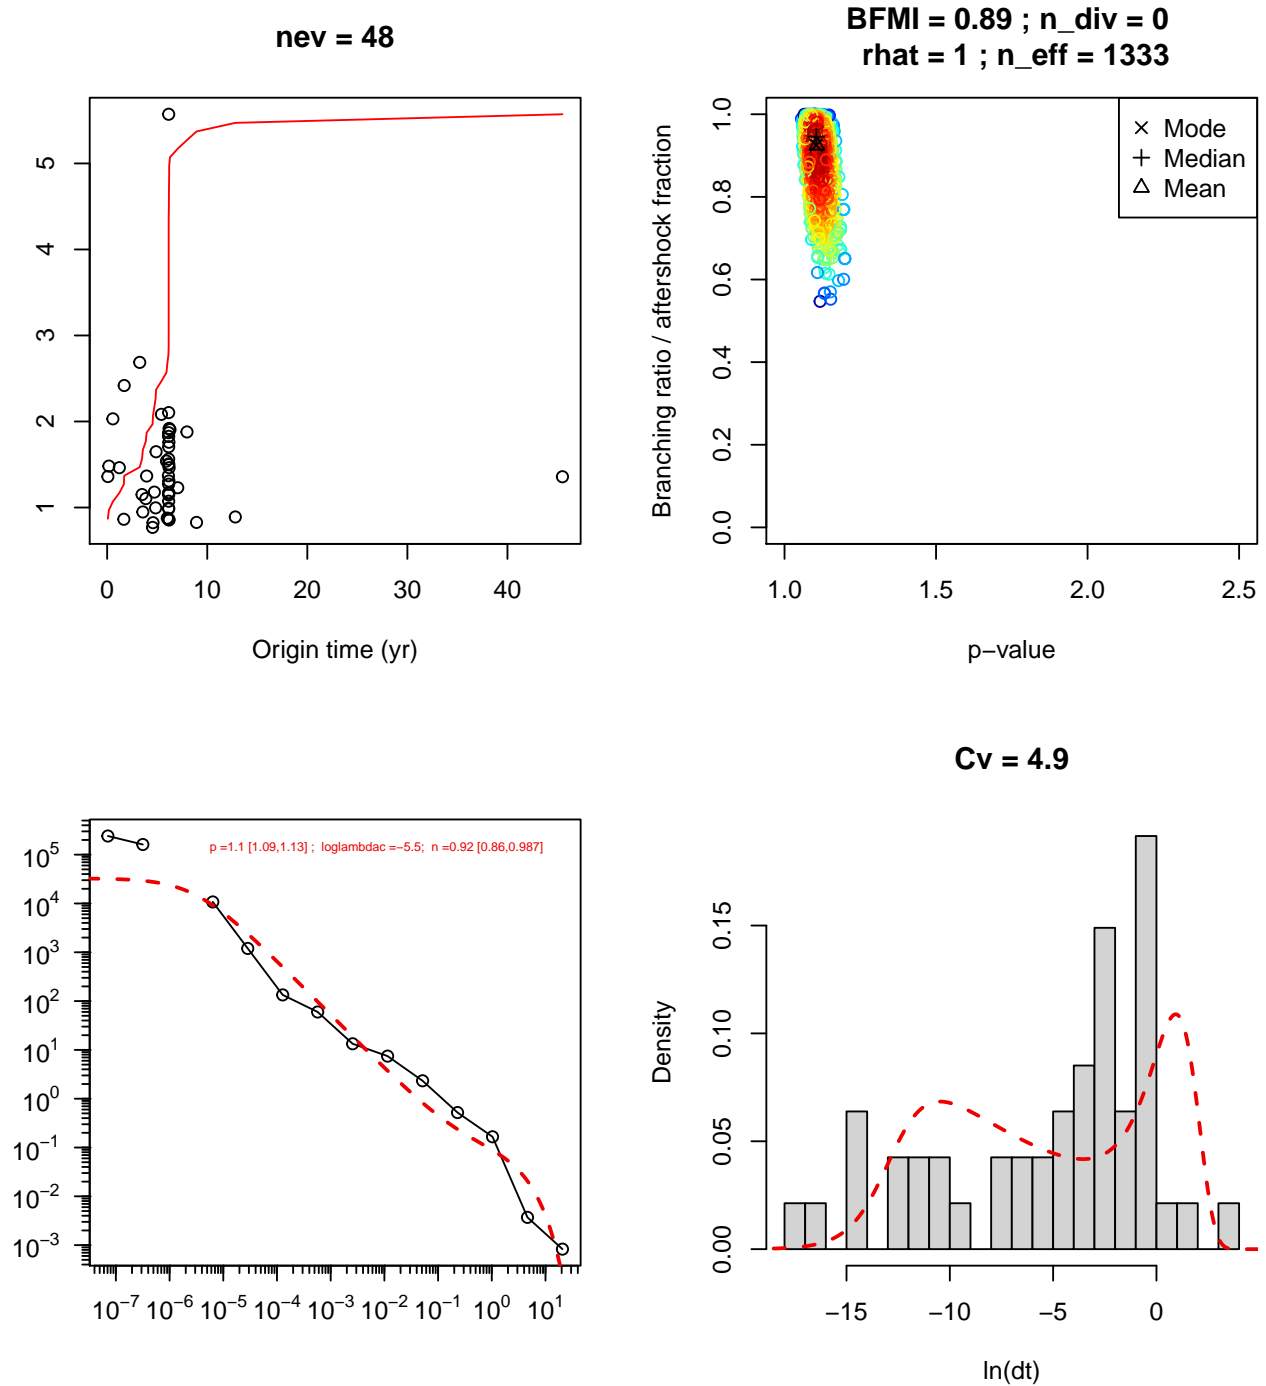 nev = 48
5
4
3
2
1
0 10 20 30 40
Origin time (yr)
BFMI = 0.89 ; n_div = 0
rhat = 1 ; n_eff = 1333
Branching ratio / aftershock fraction
1.0
0.8
0.6
0.4
0.2
0.0
× Mode
+ Median
△ Mean
1.0 1.5 2.0 2.5
p−value
p =1.1 [1.09,1.13] ; loglambdac =−5.5; n =0.92 [0.86,0.987]
10^5
10^4
10^3
10^2
10^1
10^0
10^−1
10^−2
10^−3
10^−7 10^−6 10^−5 10^−4 10^−3 10^−2 10^−1 10^0 10^1
Cv = 4.9
Density
0.15
0.10
0.05
0.00
−15 −10 −5 0
ln(dt)